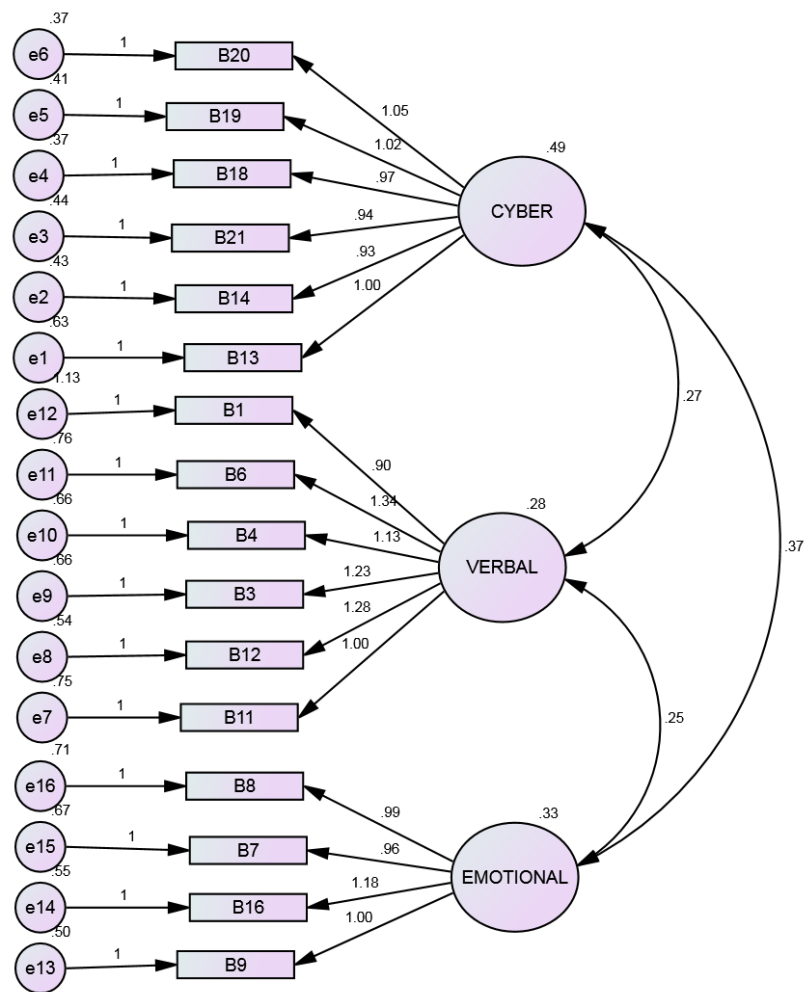 .37
e6
1
B20
.41
e5
1
B19
.37
e4
1
B18
.44
e3
1
B21
.43
e2
1
B14
.63
e1
1
B13
1.13
e12
1
B1
.76
e11
1
B6
.66
e10
1
B4
.66
e9
1
B3
.54
e8
1
B12
.75
e7
1
B11
.71
e16
1
B8
.67
e15
1
B7
.55
e14
1
B16
.50
e13
1
B9
1.05
1.02
.97
.94
.93
1.00
.49
CYBER
.90
1.34
1.13
1.23
1.28
1.00
.28
VERBAL
.99
.96
1.18
1.00
.33
EMOTIONAL
.27
.37
.25